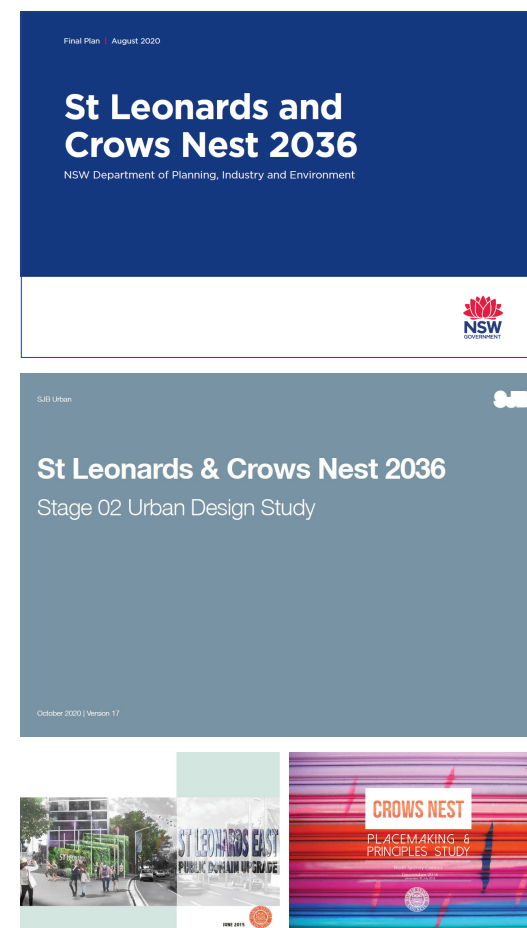 Final Plan | August 2020
St Leonards and
Crows Nest 2036
NSW Department of Planning, Industry and Environment
NSW
GOVERNMENT
SJB Urban
SJB
St Leonards & Crows Nest 2036
Stage 02 Urban Design Study
October 2020 | Version 17
ST LEONARDS EAST
PUBLIC DOMAIN UPGRADE
JUNE 2015
CROWS NEST
PLACEMAKING &
PRINCIPLES STUDY